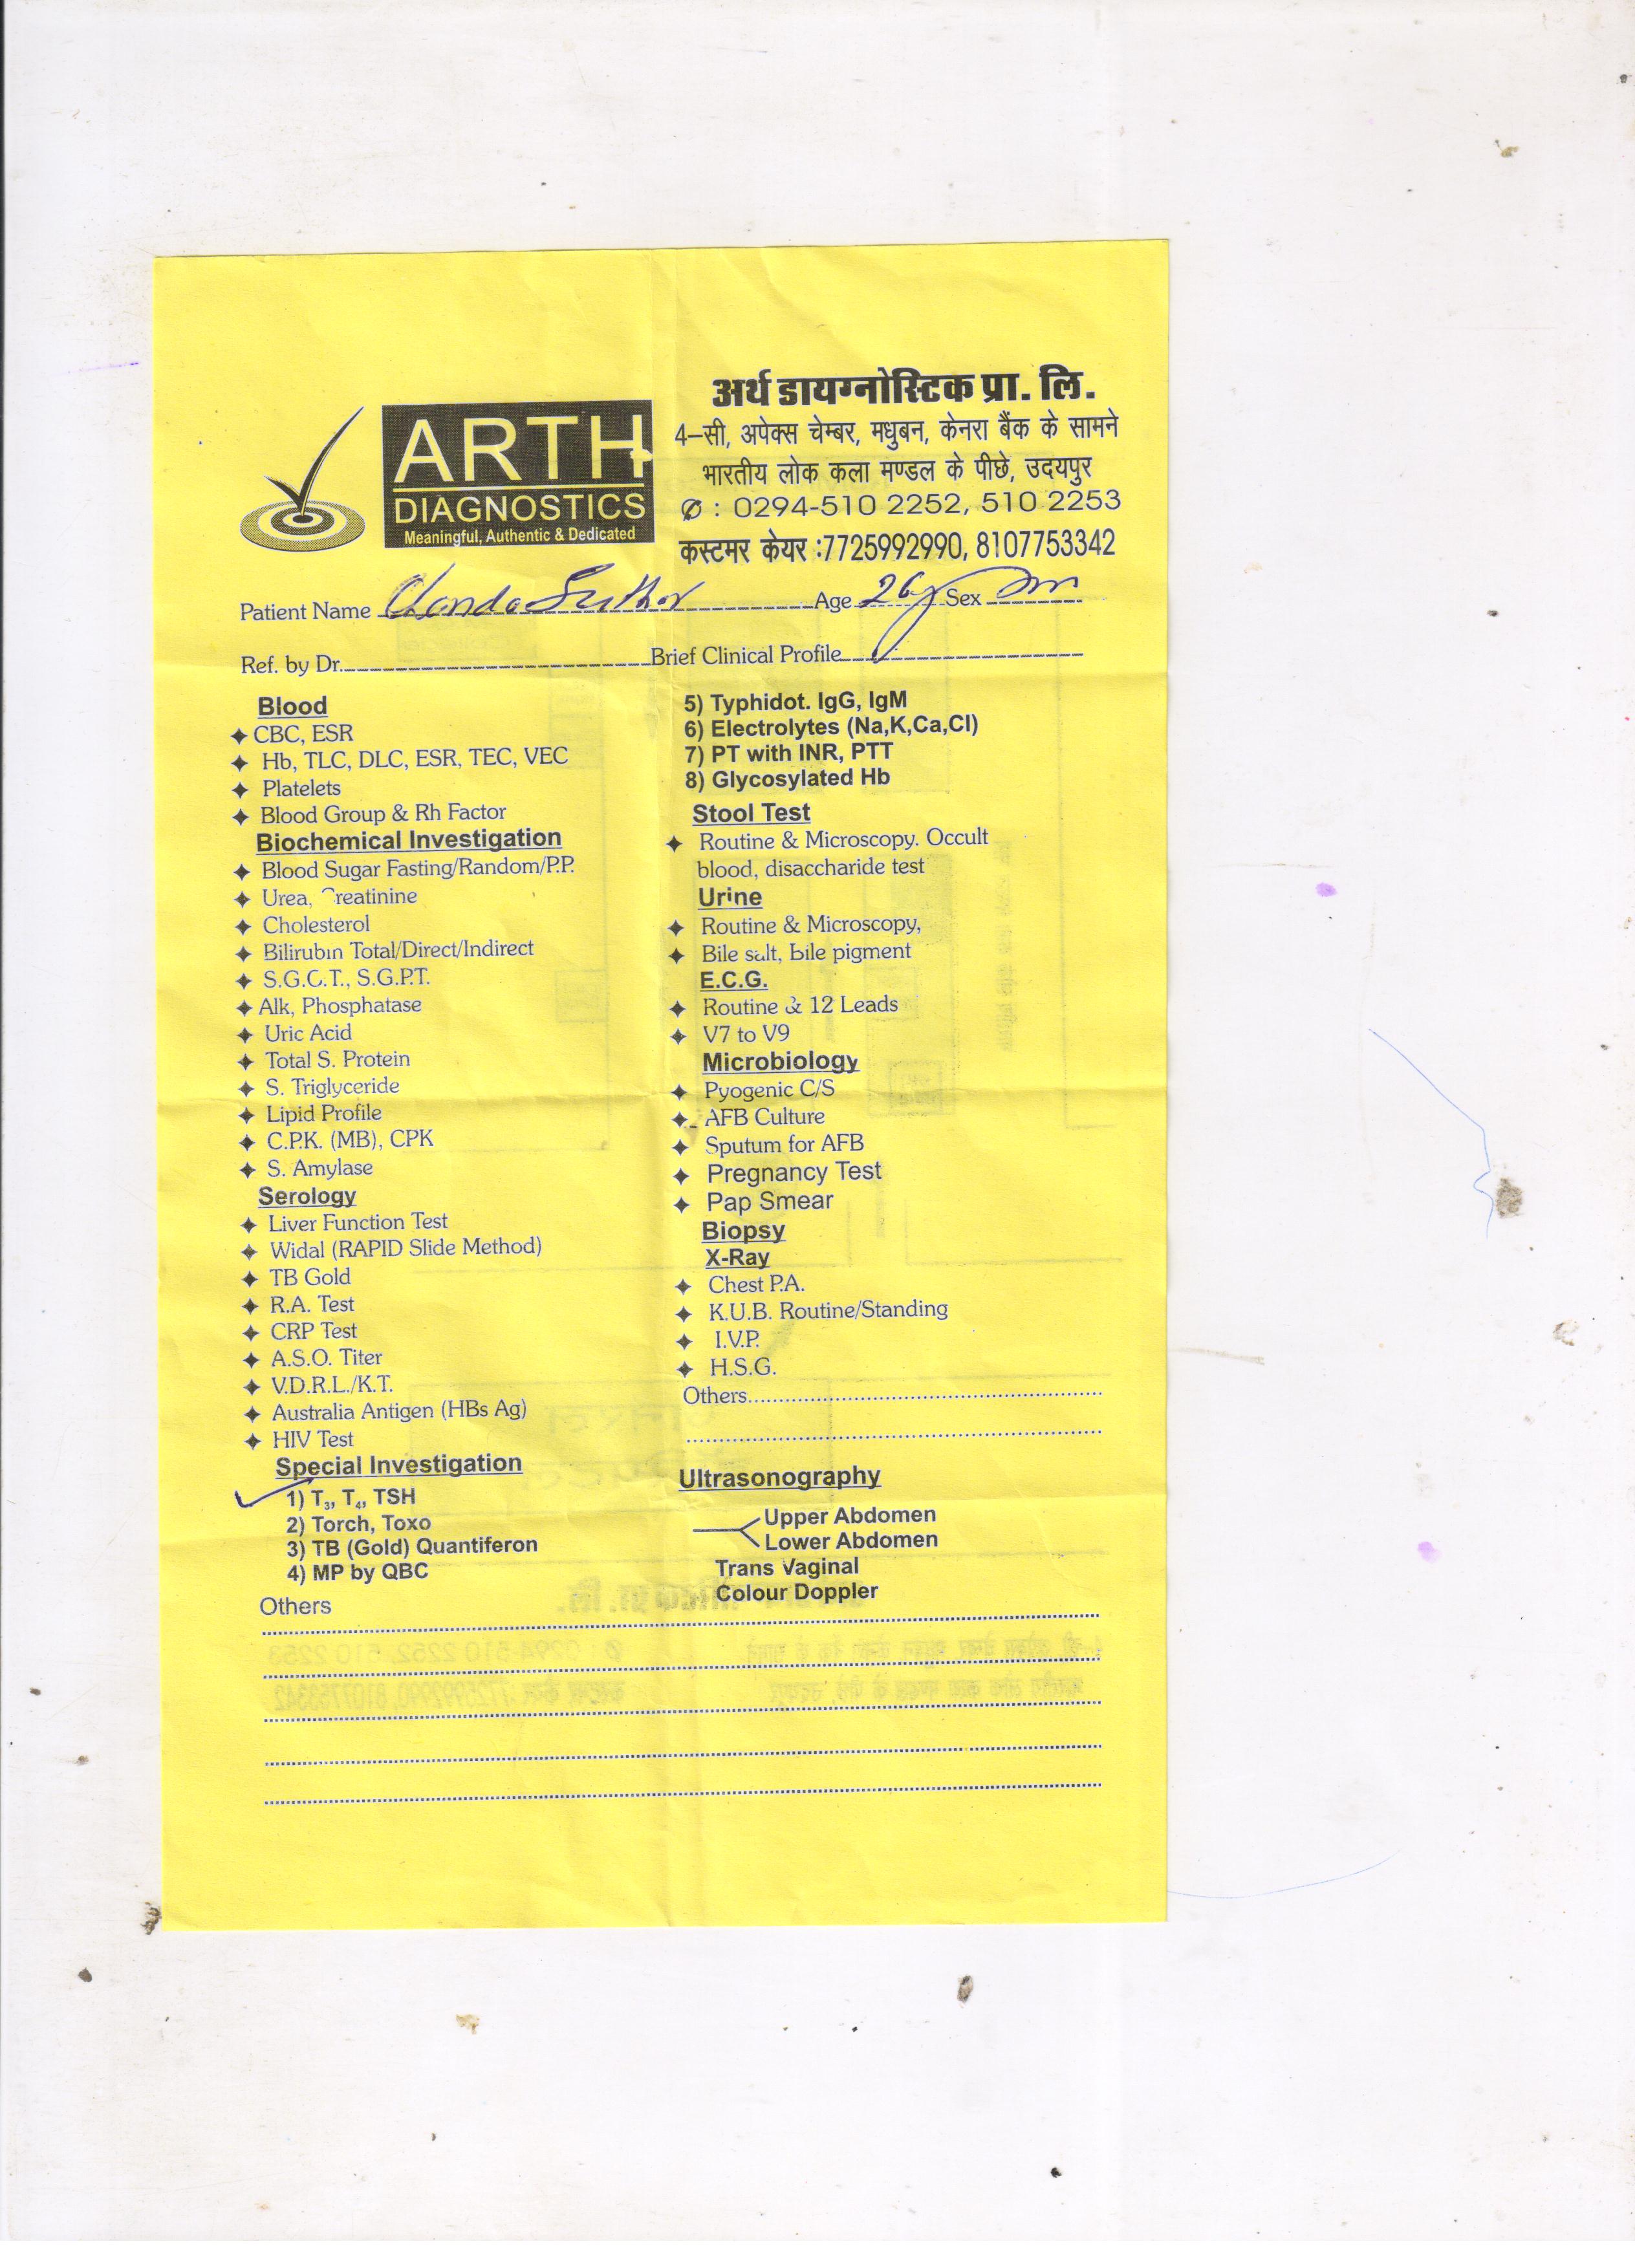 अर्थ डायग्नोस्टिक प्रा. लि.
ARTH
DIAGNOSTICS
Meaningful, Authentic & Dedicated
4–सी, अपेक्स चेम्बर, मधुबन, केनरा बैंक के सामने
भारतीय लोक कला मण्डल के पीछे, उदयपुर
✆ : 0294-510 2252, 510 2253
कस्टमर केयर :7725992990, 8107753342
Patient Name Chanda Suthar Age 26y Sex
Ref. by Dr. Brief Clinical Profile
Blood
CBC, ESR
Hb, TLC, DLC, ESR, TEC, VEC
Platelets
Blood Group & Rh Factor
Biochemical Investigation
Blood Sugar Fasting/Random/P.P.
Urea, Creatinine
Cholesterol
Bilirubin Total/Direct/Indirect
S.G.C.T., S.G.P.T.
Alk, Phosphatase
Uric Acid
Total S. Protein
S. Triglyceride
Lipid Profile
C.P.K. (MB), CPK
S. Amylase
Serology
Liver Function Test
Widal (RAPID Slide Method)
TB Gold
R.A. Test
CRP Test
A.S.O. Titer
V.D.R.L./K.T.
Australia Antigen (HBs Ag)
HIV Test
Special Investigation
1) T3, T4, TSH
2) Torch, Toxo
3) TB (Gold) Quantiferon
4) MP by QBC
5) Typhidot. IgG, IgM
6) Electrolytes (Na,K,Ca,Cl)
7) PT with INR, PTT
8) Glycosylated Hb
Stool Test
Routine & Microscopy. Occult
blood, disaccharide test
Urine
Routine & Microscopy,
Bile salt, bile pigment
E.C.G.
Routine & 12 Leads
V7 to V9
Microbiology
Pyogenic C/S
AFB Culture
Sputum for AFB
Pregnancy Test
Pap Smear
Biopsy
X-Ray
Chest P.A.
K.U.B. Routine/Standing
I.V.P.
H.S.G.
Others
Ultrasonography
Upper Abdomen
Lower Abdomen
Trans Vaginal
Colour Doppler
Others